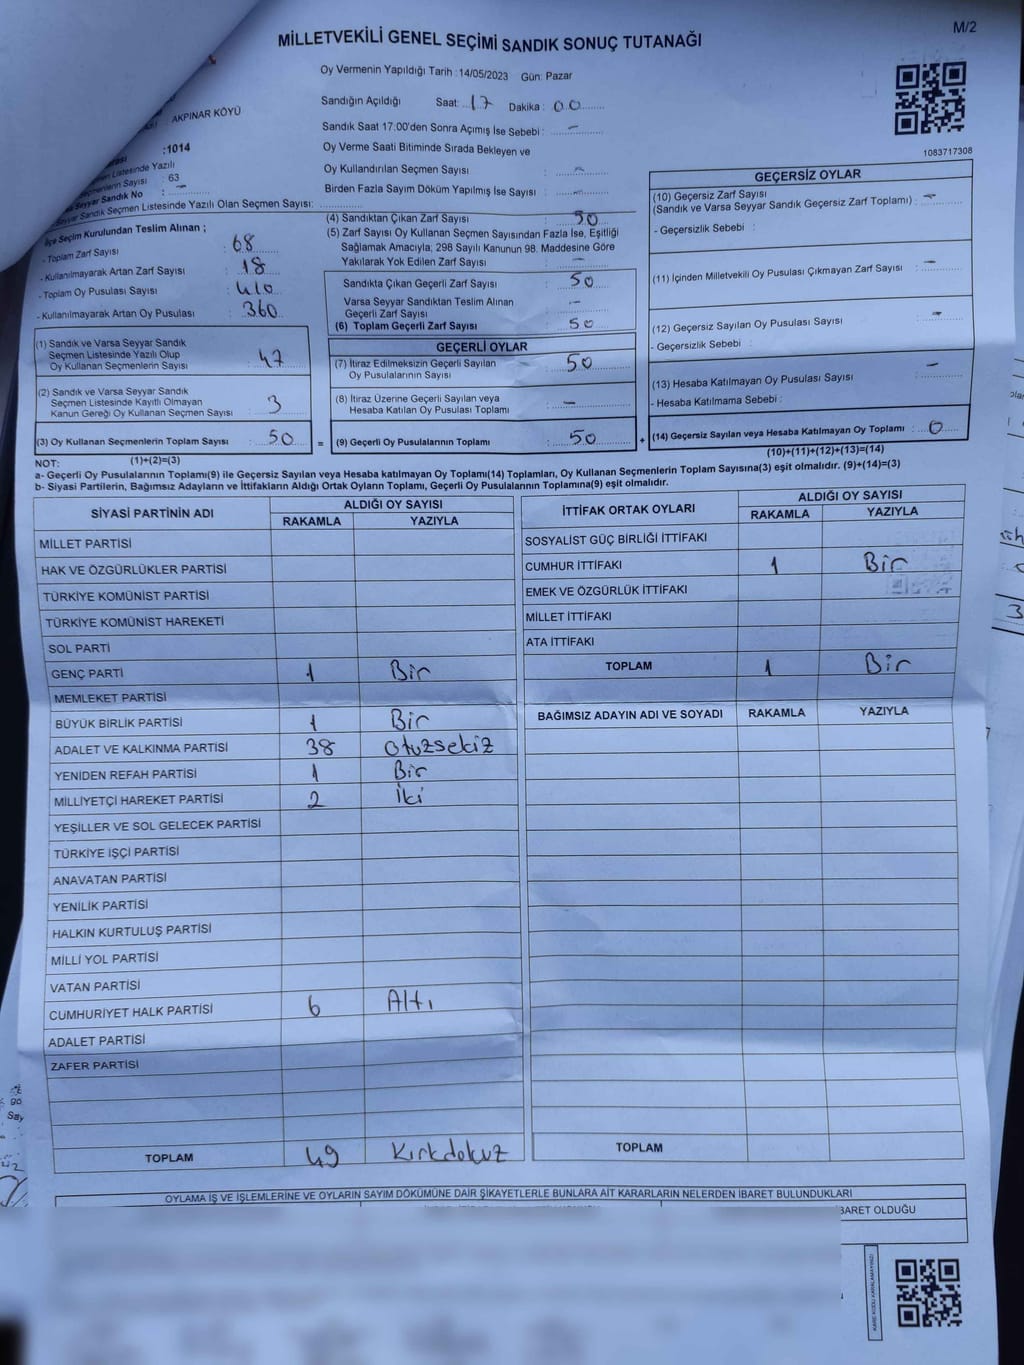 M/2
MİLLETVEKİLİ GENEL SEÇİMİ SANDIK SONUÇ TUTANAĞI
Oy Vermenin Yapıldığı Tarih : 14/05/2023 Gün: Pazar
Sandığın Açıldığı Saat: 17 Dakika : 00
Sandık Saat 17:00'den Sonra Açımış İse Sebebi : -
Oy Verme Saati Bitiminde Sırada Bekleyen ve
Oy Kullandırılan Seçmen Sayısı : -
Birden Fazla Sayım Döküm Yapılmış İse Sayısı : -
AKPINAR KÖYÜ
:1014
Listesinde Yazılı
Seçmenlerin Sayısı : 63
Seyyar Sandık No : -
Seyyar Sandık Seçmen Listesinde Yazılı Olan Seçmen Sayısı:
1083717308
İlçe Seçim Kurulundan Teslim Alınan ;
- Toplam Zarf Sayısı : 68
- Kullanılmayarak Artan Zarf Sayısı : 18
- Toplam Oy Pusulası Sayısı : 410
- Kullanılmayarak Artan Oy Pusulası : 360
(4) Sandıktan Çıkan Zarf Sayısı : 50
(5) Zarf Sayısı Oy Kullanan Seçmen Sayısından Fazla İse, Eşitliği
Sağlamak Amacıyla; 298 Sayılı Kanunun 98. Maddesine Göre
Yakılarak Yok Edilen Zarf Sayısı : -
Sandıkta Çıkan Geçerli Zarf Sayısı : 50
Varsa Seyyar Sandıktan Teslim Alınan
Geçerli Zarf Sayısı : -
(6) Toplam Geçerli Zarf Sayısı : 50
GEÇERSİZ OYLAR
(10) Geçersiz Zarf Sayısı
(Sandık ve Varsa Seyyar Sandık Geçersiz Zarf Toplamı) : -
- Geçersizlik Sebebi :
(11) İçinden Milletvekili Oy Pusulası Çıkmayan Zarf Sayısı : -
(12) Geçersiz Sayılan Oy Pusulası Sayısı : -
- Geçersizlik Sebebi :
(13) Hesaba Katılmayan Oy Pusulası Sayısı : -
- Hesaba Katılmama Sebebi :
(14) Geçersiz Sayılan veya Hesaba Katılmayan Oy Toplamı : 0
(10)+(11)+(12)+(13)=(14)
(1) Sandık ve Varsa Seyyar Sandık
Seçmen Listesinde Yazılı Olup
Oy Kullanan Seçmenlerin Sayısı : 47
(2) Sandık ve Varsa Seyyar Sandık
Seçmen Listesinde Kayıtlı Olmayan
Kanun Gereği Oy Kullanan Seçmen Sayısı : 3
(3) Oy Kullanan Seçmenlerin Toplam Sayısı : 50 =
GEÇERLİ OYLAR
(7) İtiraz Edilmeksizin Geçerli Sayılan
Oy Pusulalarının Sayısı : 50
(8) İtiraz Üzerine Geçerli Sayılan veya
Hesaba Katılan Oy Pusulası Toplamı : -
(9) Geçerli Oy Pusulalarının Toplamı : 50 +
NOT: (1)+(2)=(3)
a- Geçerli Oy Pusulalarının Toplamı(9) ile Geçersiz Sayılan veya Hesaba katılmayan Oy Toplamı(14) Toplamları, Oy Kullanan Seçmenlerin Toplam Sayısına(3) eşit olmalıdır. (9)+(14)=(3)
b- Siyasi Partilerin, Bağımsız Adayların ve İttifakların Aldığı Ortak Oyların Toplamı, Geçerli Oy Pusulalarının Toplamına(9) eşit olmalıdır.
SİYASİ PARTİNİN ADI ALDIĞI OY SAYISI
RAKAMLA YAZIYLA
MİLLET PARTİSİ
HAK VE ÖZGÜRLÜKLER PARTİSİ
TÜRKİYE KOMÜNİST PARTİSİ
TÜRKİYE KOMÜNİST HAREKETİ
SOL PARTİ
GENÇ PARTİ 1 Bir
MEMLEKET PARTİSİ
BÜYÜK BİRLİK PARTİSİ 1 Bir
ADALET VE KALKINMA PARTİSİ 38 Otuzsekiz
YENİDEN REFAH PARTİSİ 1 Bir
MİLLİYETÇİ HAREKET PARTİSİ 2 İki
YEŞİLLER VE SOL GELECEK PARTİSİ
TÜRKİYE İŞÇİ PARTİSİ
ANAVATAN PARTİSİ
YENİLİK PARTİSİ
HALKIN KURTULUŞ PARTİSİ
MİLLİ YOL PARTİSİ
VATAN PARTİSİ
CUMHURİYET HALK PARTİSİ 6 Altı
ADALET PARTİSİ
ZAFER PARTİSİ
TOPLAM 49 Kırkdokuz
İTTİFAK ORTAK OYLARI ALDIĞI OY SAYISI
RAKAMLA YAZIYLA
SOSYALİST GÜÇ BİRLİĞİ İTTİFAKI
CUMHUR İTTİFAKI 1 Bir
EMEK VE ÖZGÜRLÜK İTTİFAKI
MİLLET İTTİFAKI
ATA İTTİFAKI
TOPLAM 1 Bir
BAĞIMSIZ ADAYIN ADI VE SOYADI RAKAMLA YAZIYLA
TOPLAM
OYLAMA İŞ VE İŞLEMLERİNE VE OYLARIN SAYIM DÖKÜMÜNE DAİR ŞİKAYETLERLE BUNLARA AİT KARARLARIN NELERDEN İBARET BULUNDUKLARI
BARET OLDUĞU